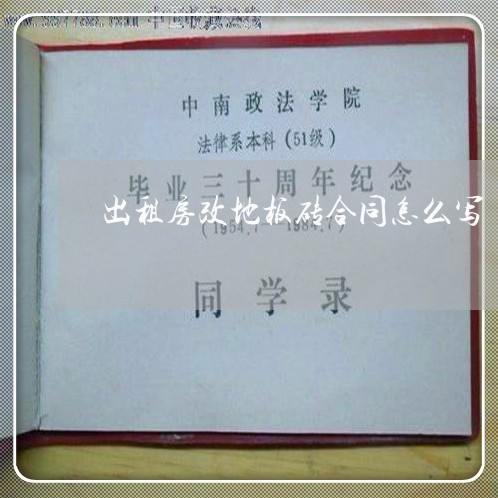 中南政法学院
法律系本科(51级)
毕业三十周年纪念
出租房改地板砖合同怎么写
(1954.7—1984.7)
同学录